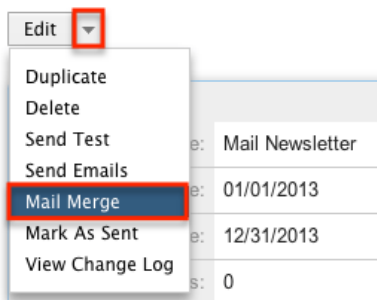 Edit
Duplicate
Delete
Send Test
Send Emails
e: Mail Newsletter
Mail Merge
e: 01/01/2013
Mark As Sent
e: 12/31/2013
View Change Log
s: 0